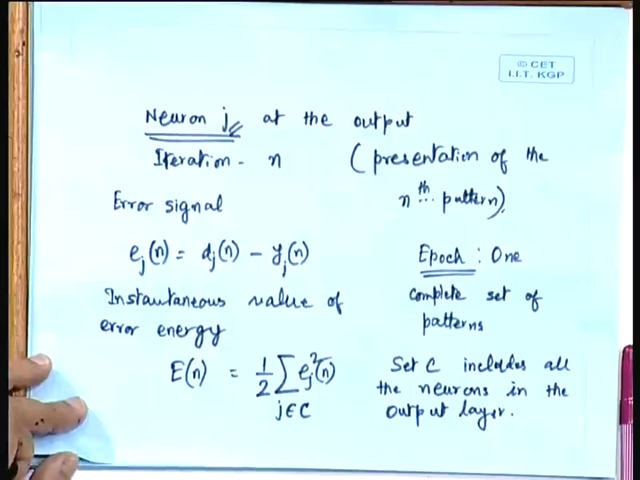 © CET
I.I.T. KGP
Neuron j at the output
Iteration - n (presentation of the
nth pattern).
Error signal
ej(n) = dj(n) - yj(n)
Epoch : One
complete set of
patterns
Instantaneous value of
error energy
E(n) = 1/2 ∑ ej²(n)
j∈C
Set C includes all
the neurons in the
output layer.